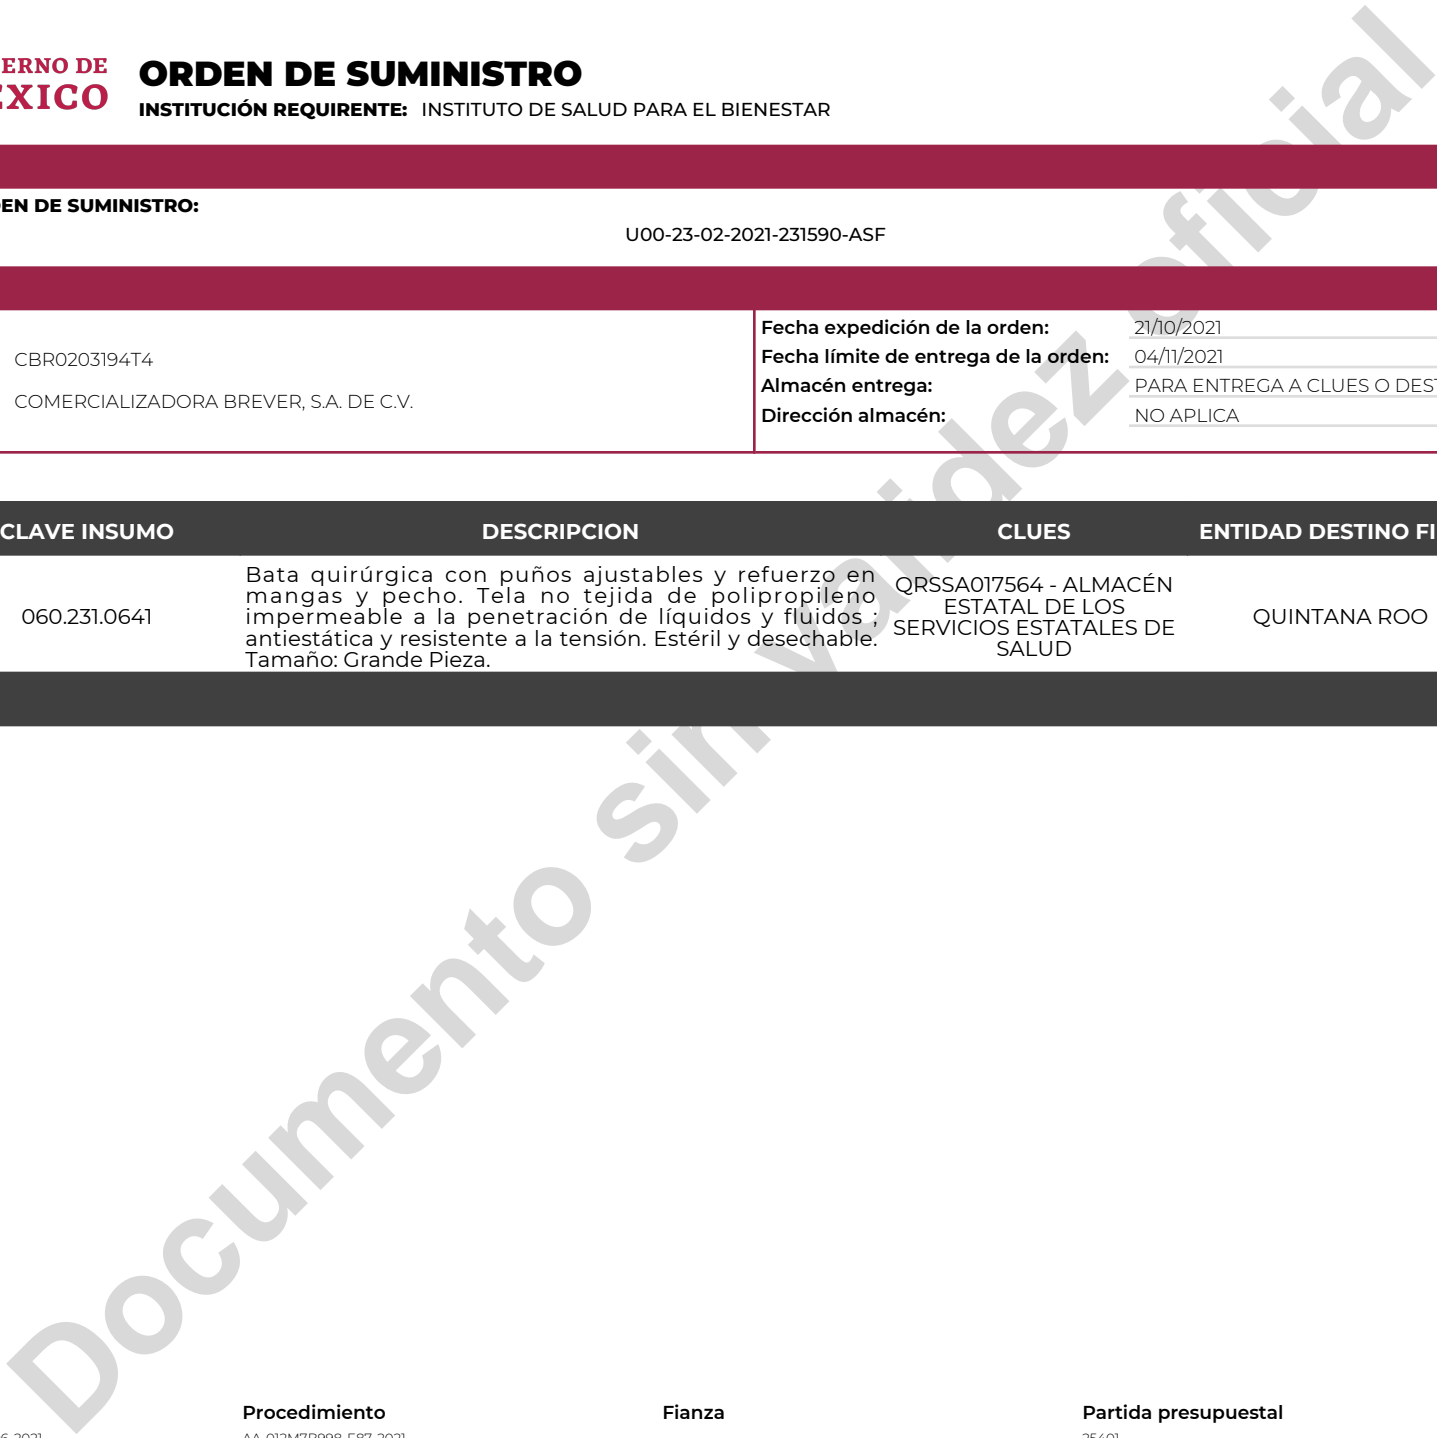 ERNO DE
ORDEN DE SUMINISTRO
INSTITUCIÓN REQUIRENTE: INSTITUTO DE SALUD PARA EL BIENESTAR
EN DE SUMINISTRO:
U00-23-02-2021-231590-ASF
CBR0203194T4
COMERCIALIZADORA BREVER, S.A. DE C.V.
Fecha expedición de la orden: 21/10/2021
Fecha límite de entrega de la orden: 04/11/2021
Almacén entrega: PARA ENTREGA A CLUES O DEST
Dirección almacén: NO APLICA
CLAVE INSUMO DESCRIPCION CLUES ENTIDAD DESTINO FI
060.231.0641
Bata quirúrgica con puños ajustables y refuerzo en
mangas y pecho. Tela no tejida de polipropileno
impermeable a la penetración de líquidos y fluidos ;
antiestática y resistente a la tensión. Estéril y desechable.
Tamaño: Grande Pieza.
QRSSA017564 - ALMACÉN
ESTATAL DE LOS
SERVICIOS ESTATALES DE
SALUD
QUINTANA ROO
Documento sin validez oficial
Procedimiento Fianza Partida presupuestal